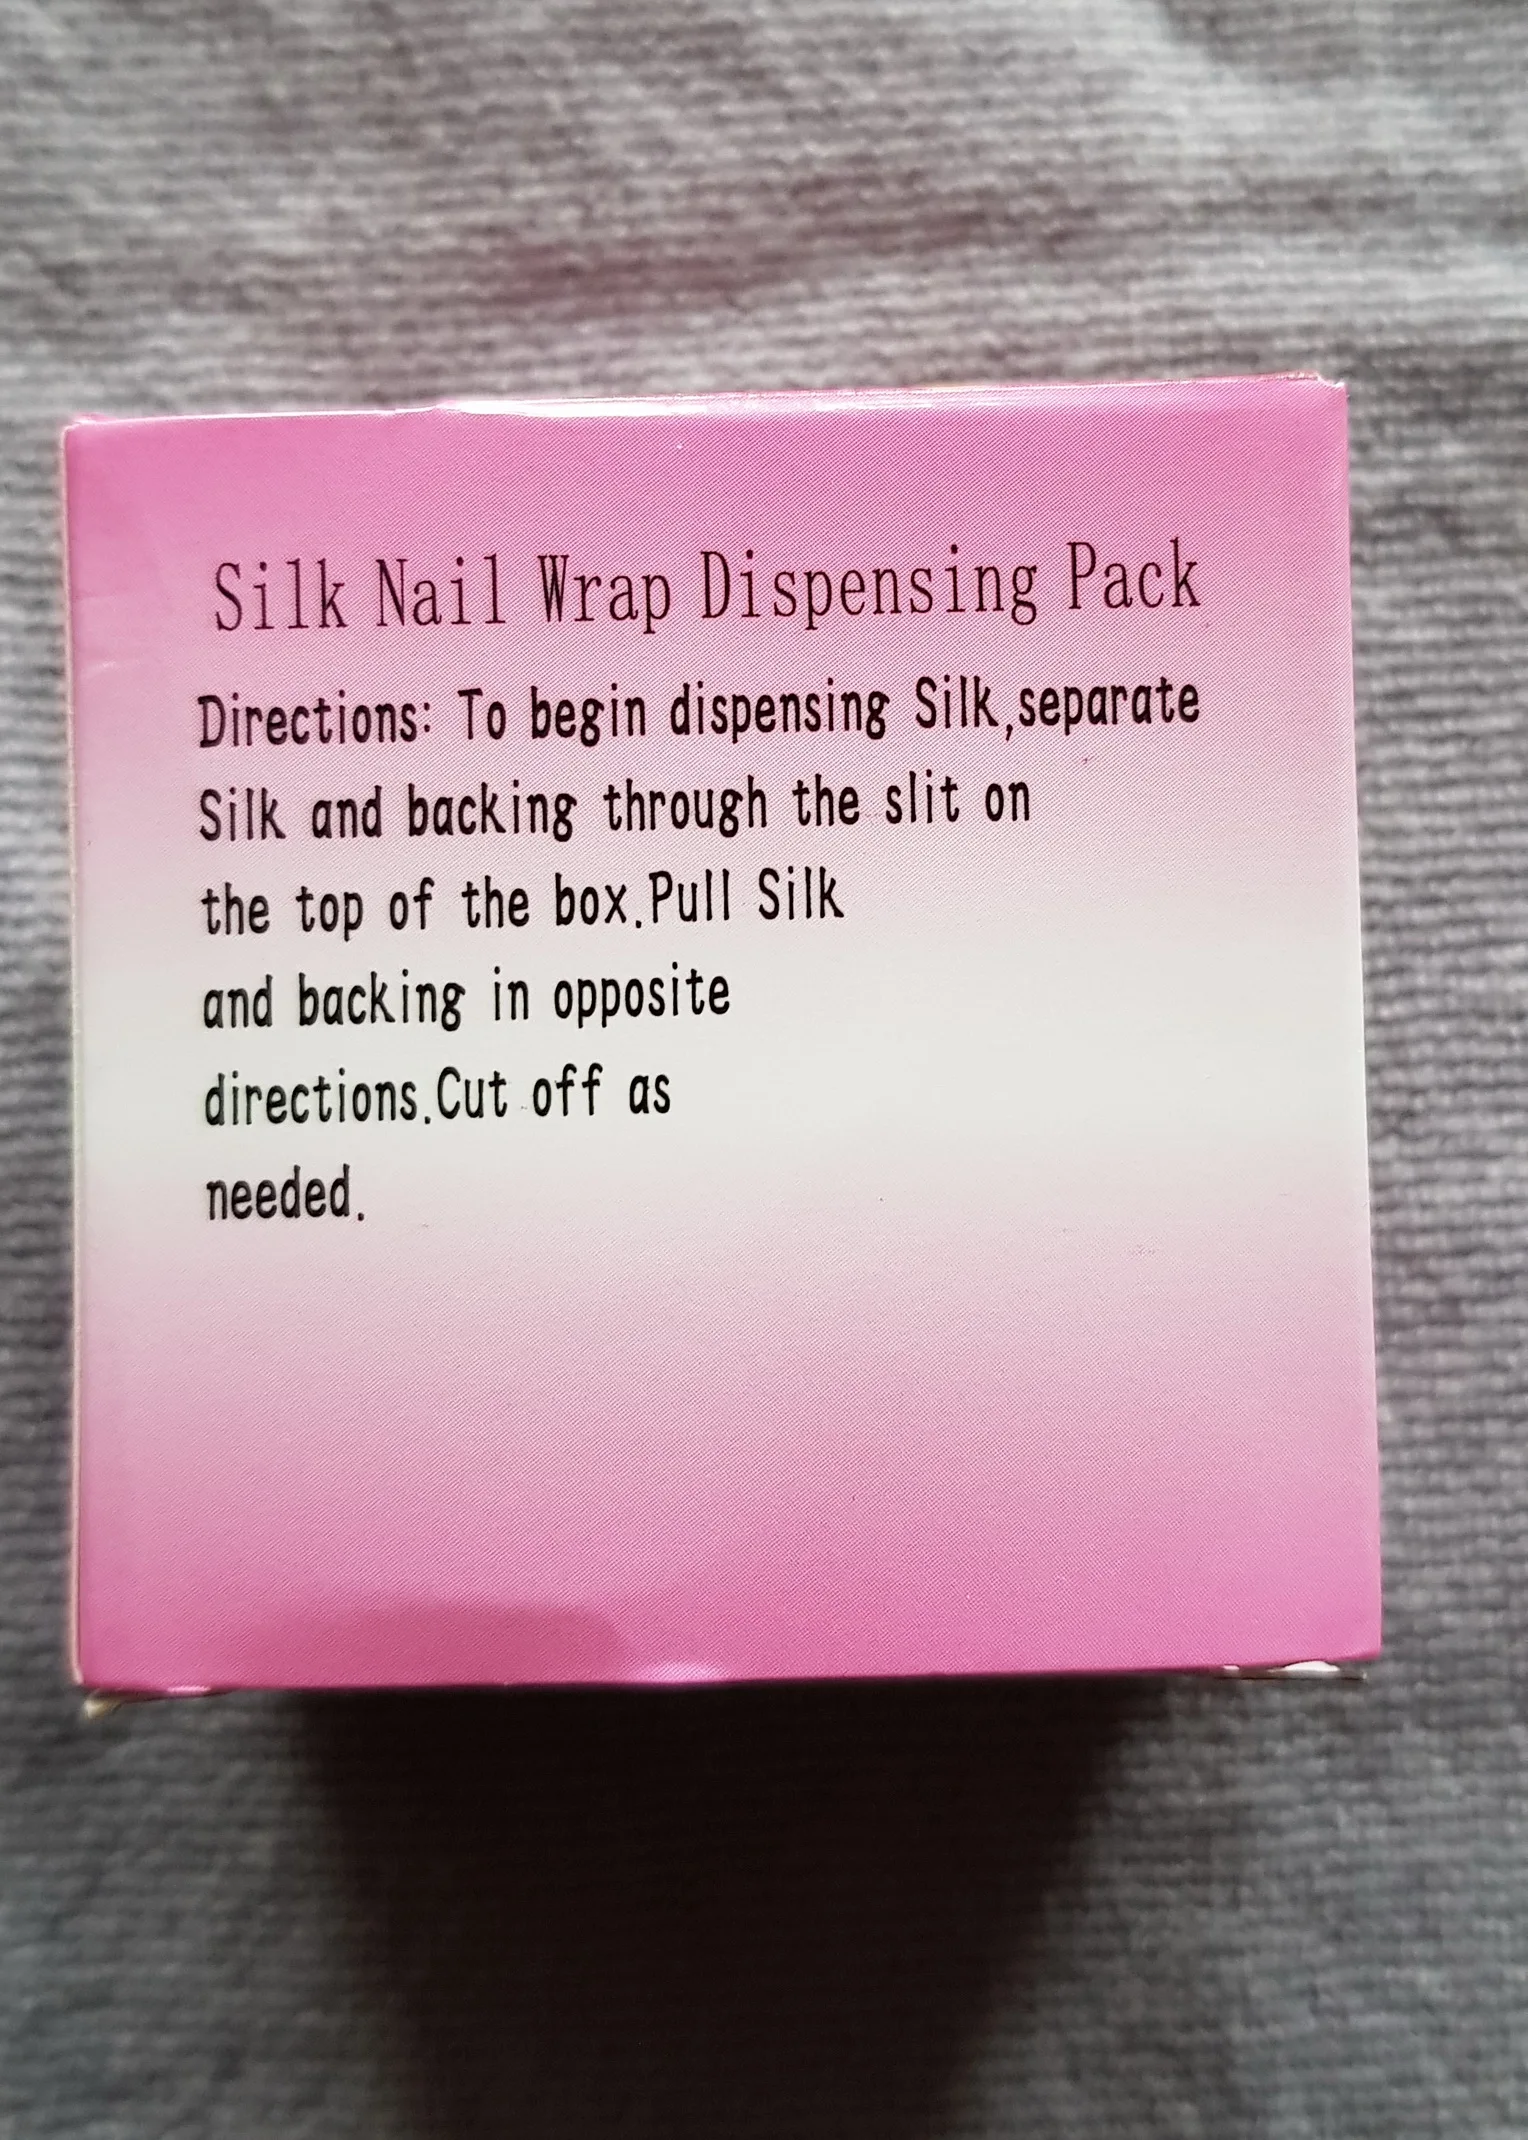 Silk Nail Wrap Dispensing Pack
Directions: To begin dispensing Silk,separate
Silk and backing through the slit on
the top of the box.Pull Silk
and backing in opposite
directions.Cut off as
needed.